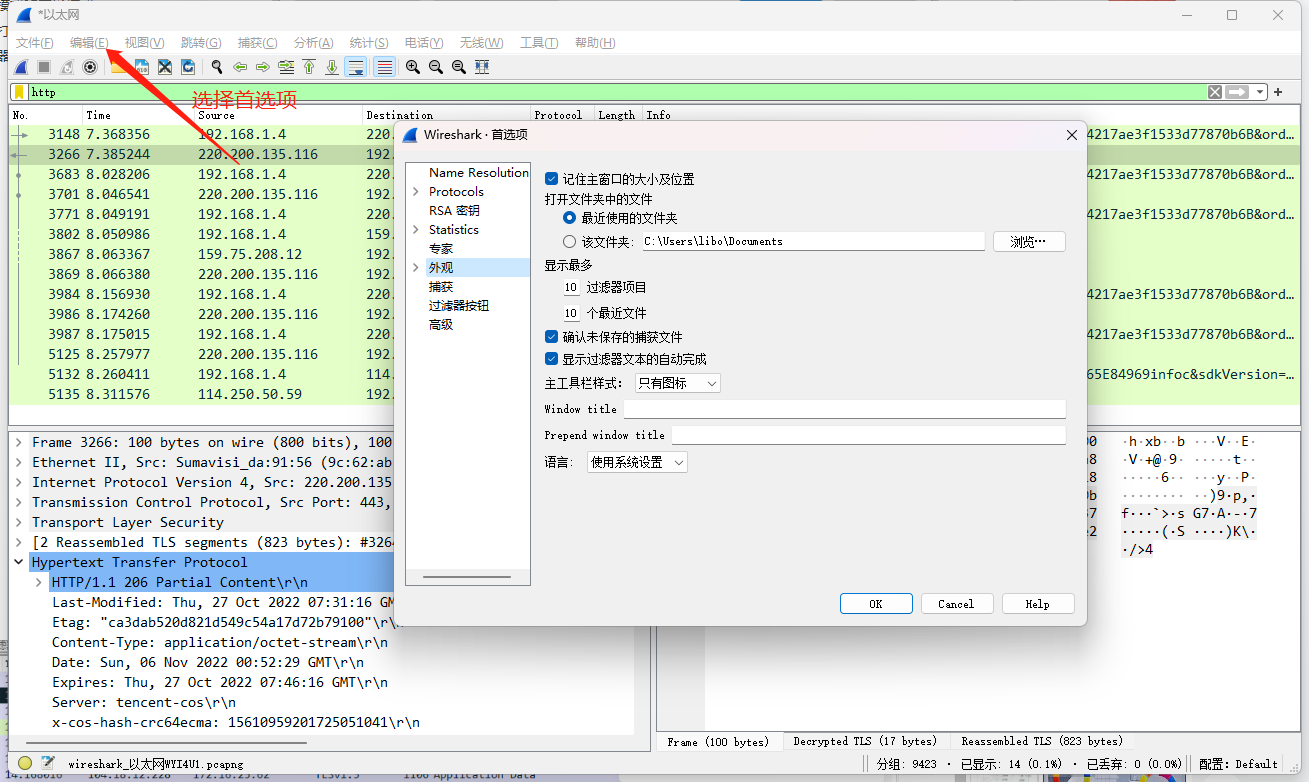 *以太网
文件(F) 编辑(E) 视图(V) 跳转(G) 捕获(C) 分析(A) 统计(S) 电话(Y) 无线(W) 工具(T) 帮助(H)
http
选择首选项
No. Time Source Destination Protocol Length Info
3148 7.368356 192.168.1.4 220. 4217ae3f1533d77870b6B&ord…
3266 7.385244 220.200.135.116 192.
3683 8.028206 192.168.1.4 220. 4217ae3f1533d77870b6B&ord…
3701 8.046541 220.200.135.116 192.
3771 8.049191 192.168.1.4 220. 4217ae3f1533d77870b6B&ord…
3802 8.050986 192.168.1.4 159.
3867 8.063367 159.75.208.12 192.
3869 8.066380 220.200.135.116 192.
3984 8.156930 192.168.1.4 220. 4217ae3f1533d77870b6B&ord…
3986 8.174260 220.200.135.116 192.
3987 8.175015 192.168.1.4 220. 4217ae3f1533d77870b6B&ord…
5125 8.257977 220.200.135.116 192.
5132 8.260411 192.168.1.4 114. 65E84969infoc&sdkVersion=…
5135 8.311576 114.250.50.59 192.
Wireshark · 首选项
Name Resolution
Protocols
RSA 密钥
Statistics
专家
外观
捕获
过滤器按钮
高级
记住主窗口的大小及位置
打开文件夹中的文件
最近使用的文件夹
该文件夹: C:\Users\libo\Documents 浏览…
显示最多
10 过滤器项目
10 个最近文件
确认未保存的捕获文件
显示过滤器文本的自动完成
主工具栏样式: 只有图标
Window title
Prepend window title
语言: 使用系统设置
OK Cancel Help
Frame 3266: 100 bytes on wire (800 bits), 100
Ethernet II, Src: Sumavisi_da:91:56 (9c:62:ab
Internet Protocol Version 4, Src: 220.200.135
Transmission Control Protocol, Src Port: 443,
Transport Layer Security
[2 Reassembled TLS segments (823 bytes): #3264
Hypertext Transfer Protocol
HTTP/1.1 206 Partial Content\r\n
Last-Modified: Thu, 27 Oct 2022 07:31:16 GM
Etag: "ca3dab520d821d549c54a17d72b79100"\r\
Content-Type: application/octet-stream\r\n
Date: Sun, 06 Nov 2022 00:52:29 GMT\r\n
Expires: Thu, 27 Oct 2022 07:46:16 GMT\r\n
Server: tencent-cos\r\n
x-cos-hash-crc64ecma: 15610959201725051041\r\n
·h·xb··b ···V··E·
·V·+@·9· ·····t··
·····6·· ···y··P·
········ ··)9·p,·
f···`>·s G7·A·-·7
·····(·S ····)K\·
·/>4
Frame (100 bytes) Decrypted TLS (17 bytes) Reassembled TLS (823 bytes)
wireshark_以太网WYI4U1.pcapng 分组: 9423 · 已显示: 14 (0.1%) · 已丢弃: 0 (0.0%) 配置: Default